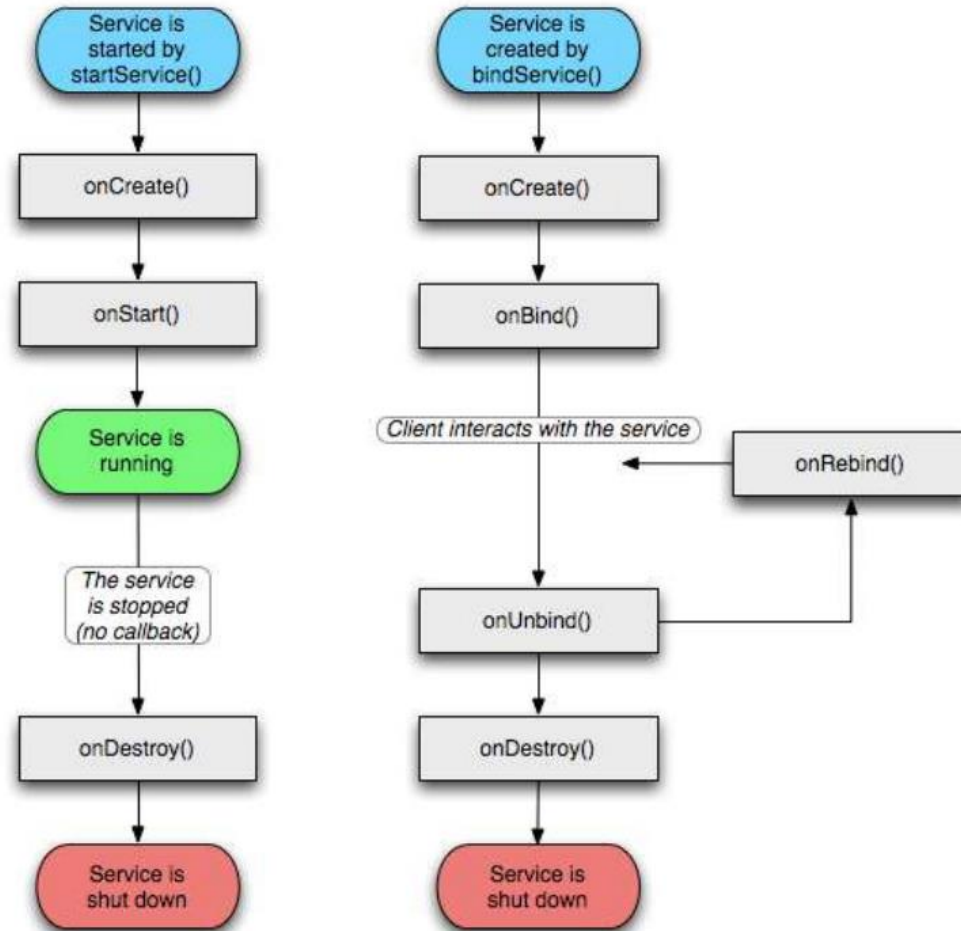 Service is
started by
startService()
onCreate()
onStart()
Service is
running
The service
is stopped
(no callback)
onDestroy()
Service is
shut down
Service is
created by
bindService()
onCreate()
onBind()
Client interacts with the service
onRebind()
onUnbind()
onDestroy()
Service is
shut down